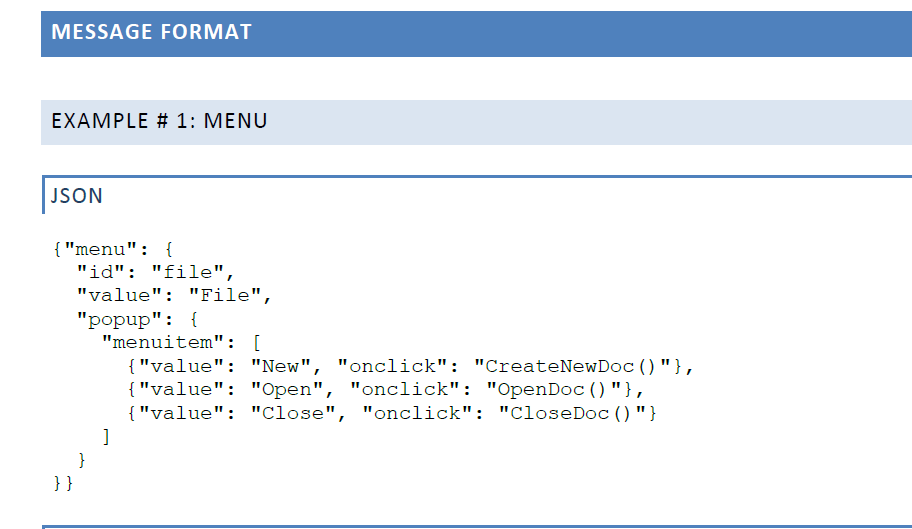 MESSAGE FORMAT
EXAMPLE # 1: MENU
JSON
{"menu": {
  "id": "file",
  "value": "File",
  "popup": {
    "menuitem": [
      {"value": "New", "onclick": "CreateNewDoc()"},
      {"value": "Open", "onclick": "OpenDoc()"},
      {"value": "Close", "onclick": "CloseDoc()"}
    ]
  }
}}